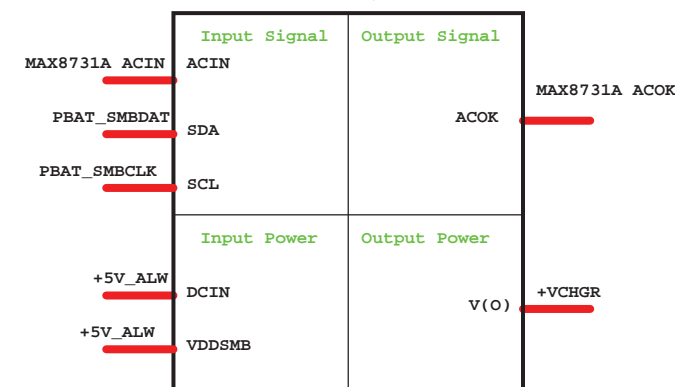 Input Signal Output Signal
MAX8731A ACIN ACIN
MAX8731A ACOK
PBAT_SMBDAT ACOK
SDA
PBAT_SMBCLK
SCL
Input Power Output Power
+5V_ALW
DCIN +VCHGR
V(O)
+5V_ALW
VDDSMB